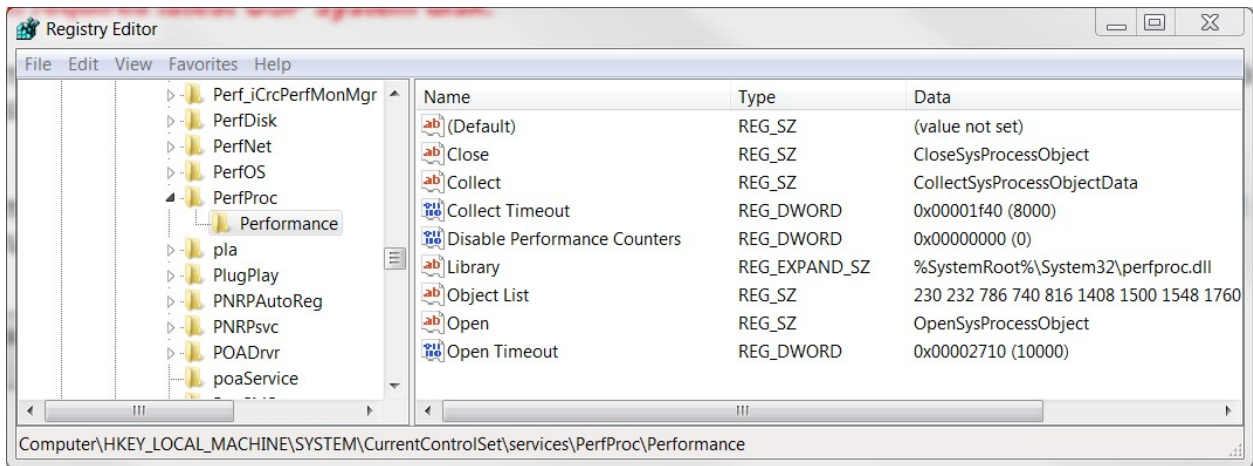 requires latest
system disk.
Registry Editor
File Edit View Favorites Help
Perf_iCrcPerfMonMgr
PerfDisk
PerfNet
PerfOS
PerfProc
Performance
pla
PlugPlay
PNRPAutoReg
PNRPsvc
POADrvr
poaService
Name Type Data
(Default) REG_SZ (value not set)
Close REG_SZ CloseSysProcessObject
Collect REG_SZ CollectSysProcessObjectData
Collect Timeout REG_DWORD 0x00001f40 (8000)
Disable Performance Counters REG_DWORD 0x00000000 (0)
Library REG_EXPAND_SZ %SystemRoot%\System32\perfproc.dll
Object List REG_SZ 230 232 786 740 816 1408 1500 1548 1760
Open REG_SZ OpenSysProcessObject
Open Timeout REG_DWORD 0x00002710 (10000)
Computer\HKEY_LOCAL_MACHINE\SYSTEM\CurrentControlSet\services\PerfProc\Performance